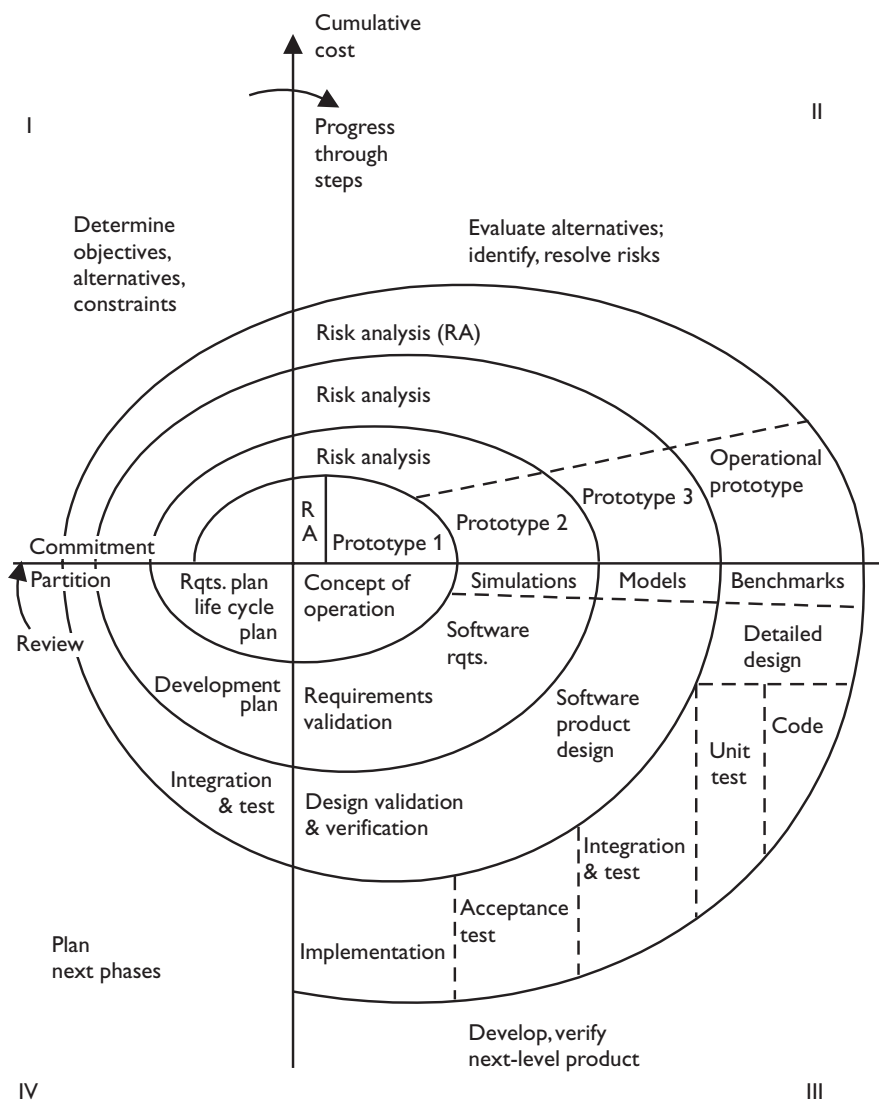 Cumulative
cost
I
II
Progress
through
steps
Determine
objectives,
alternatives,
constraints
Evaluate alternatives;
identify, resolve risks
Risk analysis (RA)
Risk analysis
Risk analysis
Operational
prototype
Prototype 3
Prototype 2
R
A
Prototype 1
Commitment
Partition
Review
Rqts. plan
life cycle
plan
Concept of
operation
Simulations
Models
Benchmarks
Software
rqts.
Detailed
design
Development
plan
Requirements
validation
Software
product
design
Code
Unit
test
Integration
& test
Design validation
& verification
Integration
& test
Acceptance
test
Implementation
Plan
next phases
Develop, verify
next-level product
IV
III